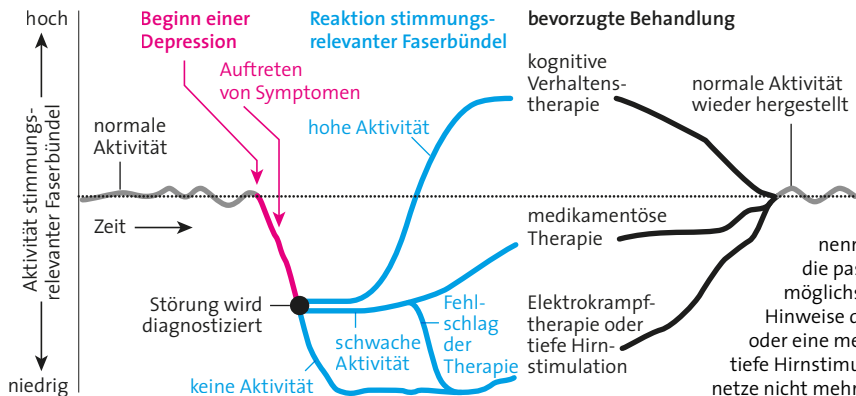 hoch
Beginn einer
Depression
Reaktion stimmungs-
relevanter Faserbündel
bevorzugte Behandlung
Auftreten
von Symptomen
kognitive
Verhaltens-
therapie
normale Aktivität
wieder hergestellt
normale
Aktivität
hohe Aktivität
Aktivität stimmungs-
relevanter Faserbündel
Zeit
medikamentöse
Therapie
Störung wird
diagnostiziert
schwache
Aktivität
Fehl-
schlag
der
Therapie
Elektrokrampf-
therapie oder
tiefe Hirn-
stimulation
keine Aktivität
niedrig
die
möglichs
Hinweise
oder eine
tiefe Hirnstimu
netze nicht mehr